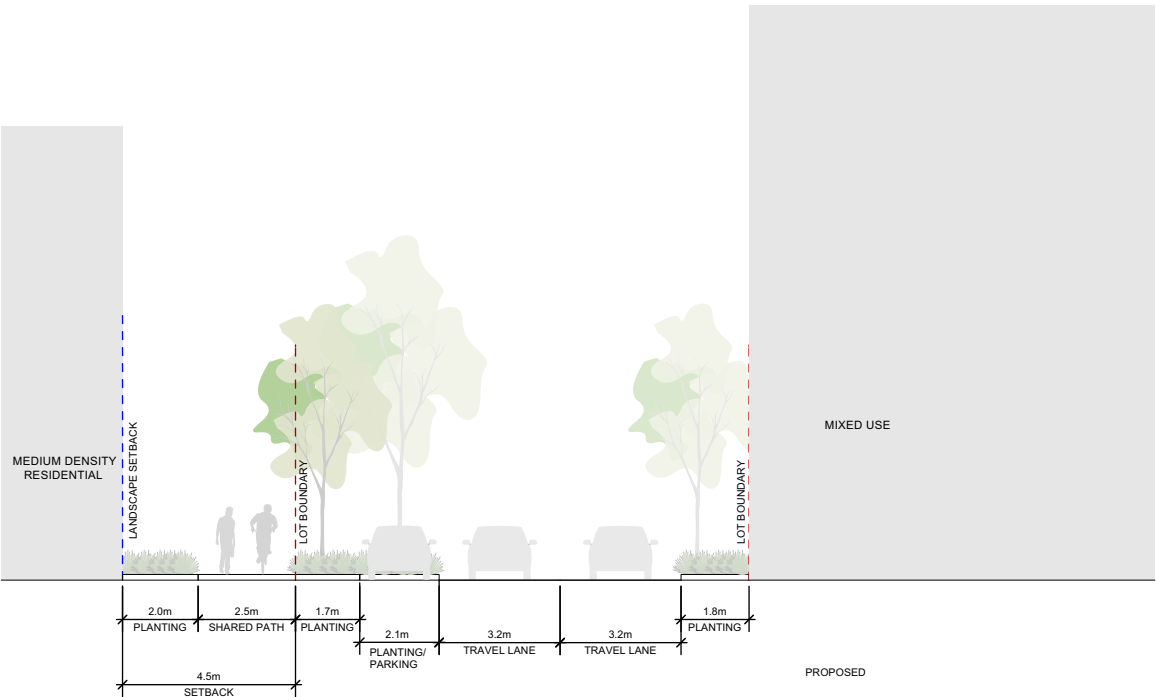 MIXED USE
LANDSCAPE SETBACK
MEDIUM DENSITY
RESIDENTIAL
LOT BOUNDARY
LOT BOUNDARY
2.0m
PLANTING
2.5m
SHARED PATH
1.7m
PLANTING
2.1m
PLANTING/
PARKING
3.2m
TRAVEL LANE
3.2m
TRAVEL LANE
1.8m
PLANTING
4.5m
SETBACK
PROPOSED